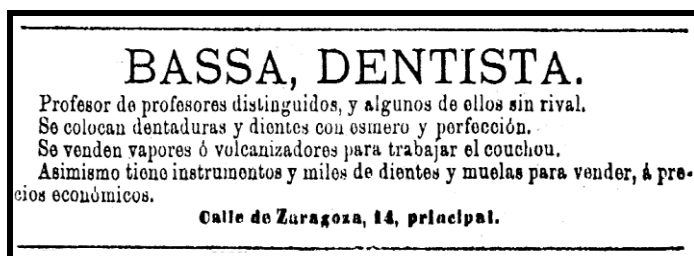 BASSA, DENTISTA.
Profesor de profesores distinguidos, y algunos de ellos sin rival.
Se colocan dentaduras y dientes con esmero y perfección.
Se venden vapores ó volcanizadores para trabajar el couchou.
Asimismo tiene instrumentos y miles de dientes y muelas para vender, á pre-
cios económicos.
Calle de Zaragoza, 14, principal.